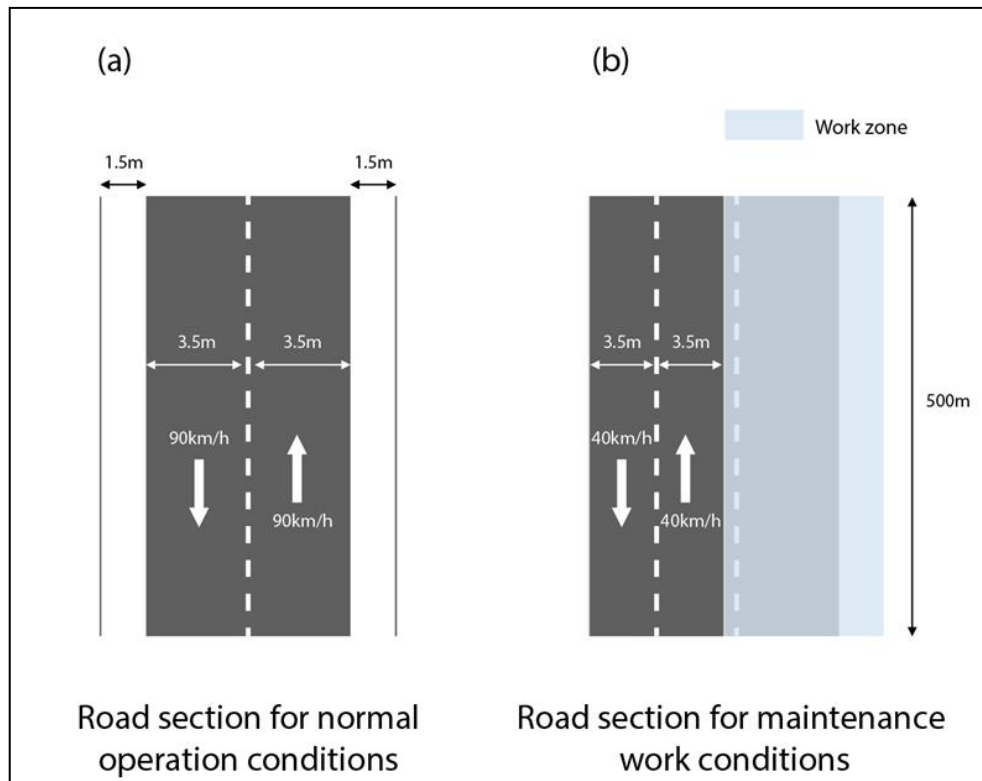 (a)
(b)
Work zone
1.5m
1.5m
3.5m
3.5m
3.5m
3.5m
500m
90km/h
40km/h
90km/h
40km/h
Road section for normal
operation conditions
Road section for maintenance
work conditions